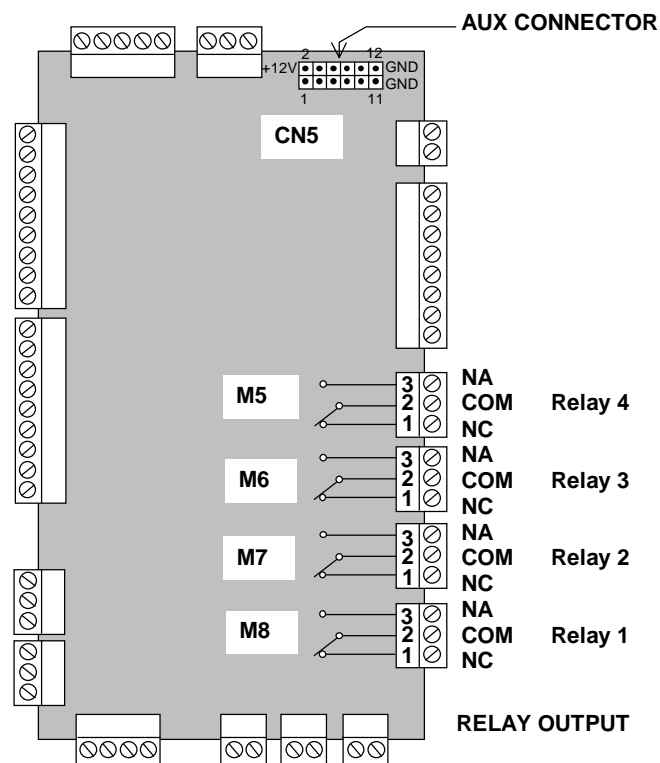 AUX CONNECTOR
2 12
+12V GND
GND
1 11
CN5
3 NA
M5 2 COM Relay 4
1 NC
3 NA
M6 2 COM Relay 3
1 NC
3 NA
M7 2 COM Relay 2
1 NC
3 NA
M8 2 COM Relay 1
1 NC
RELAY OUTPUT